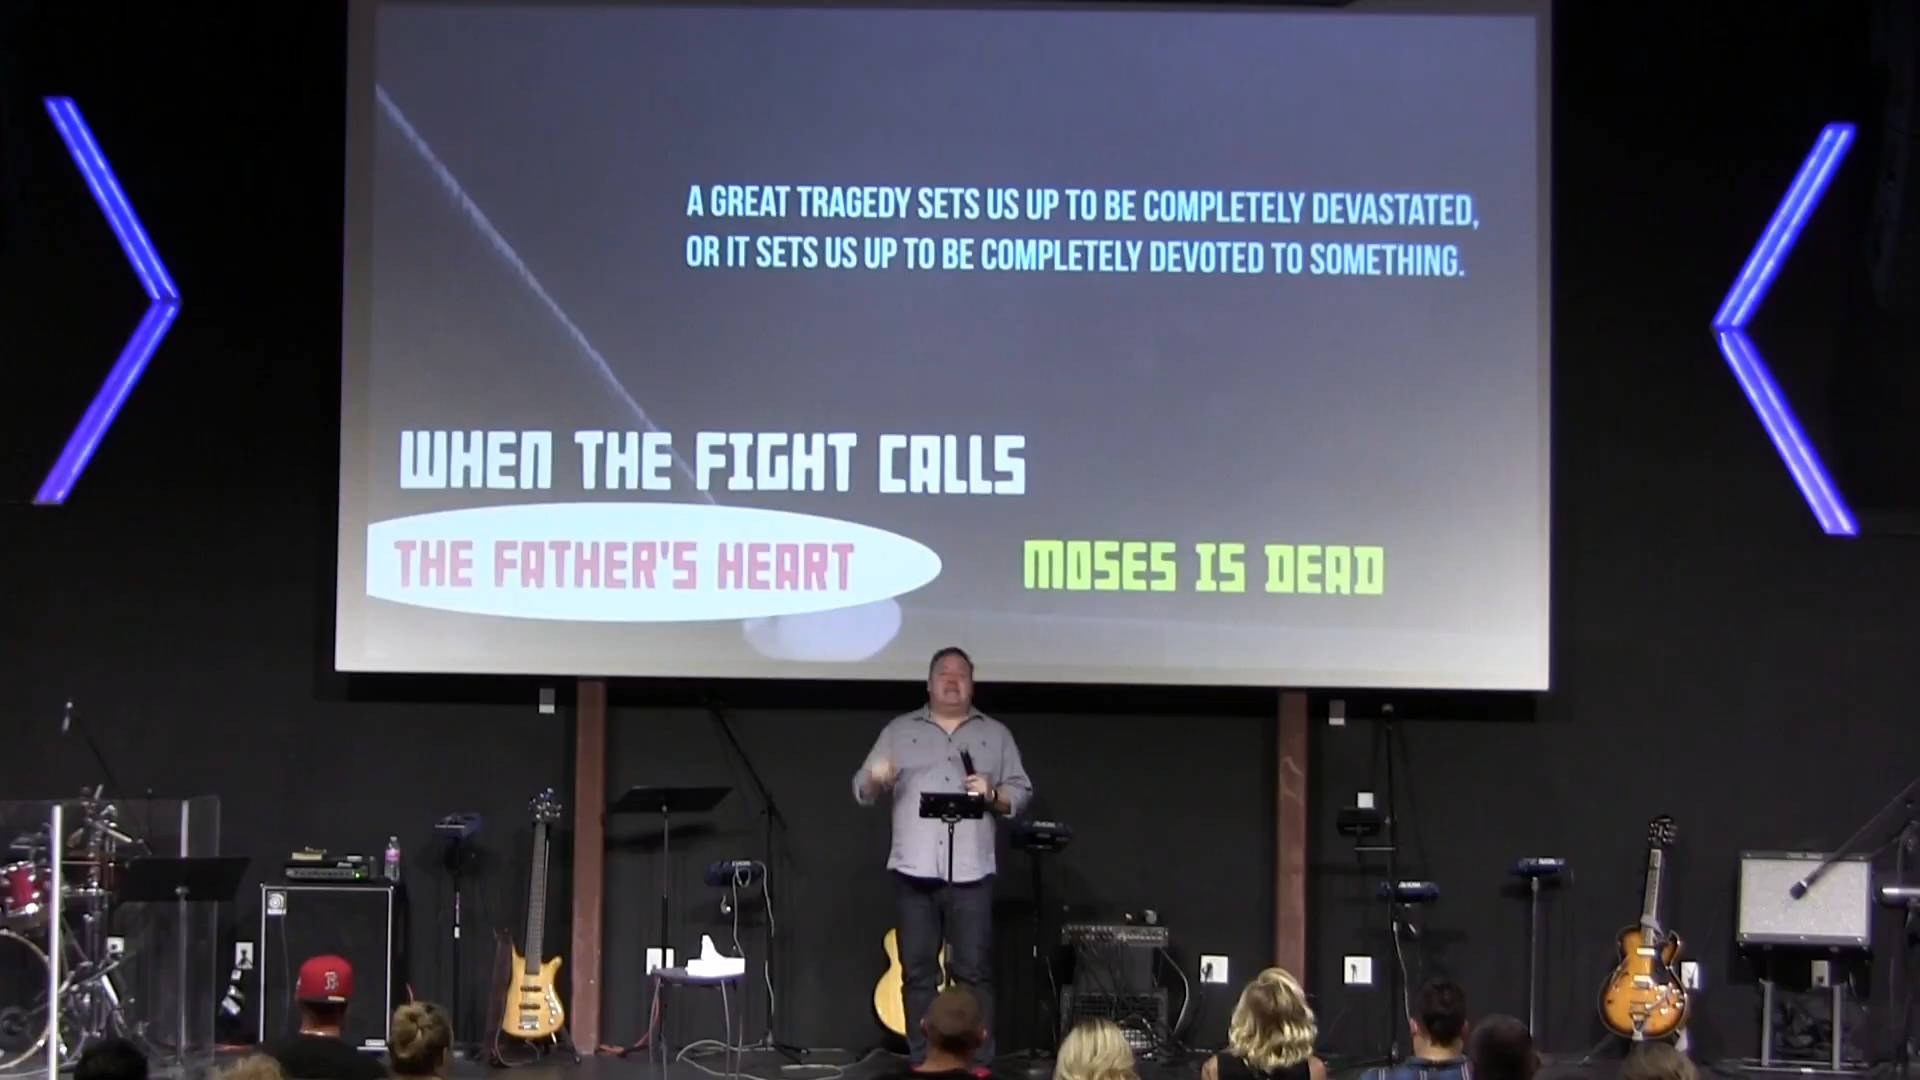 A GREAT TRAGEDY SETS US UP TO BE COMPLETELY DEVASTATED,
OR IT SETS US UP TO BE COMPLETELY DEVOTED TO SOMETHING.
WHEN THE FIGHT CALLS
THE FATHER'S HEART
MOSES IS DEAD
B